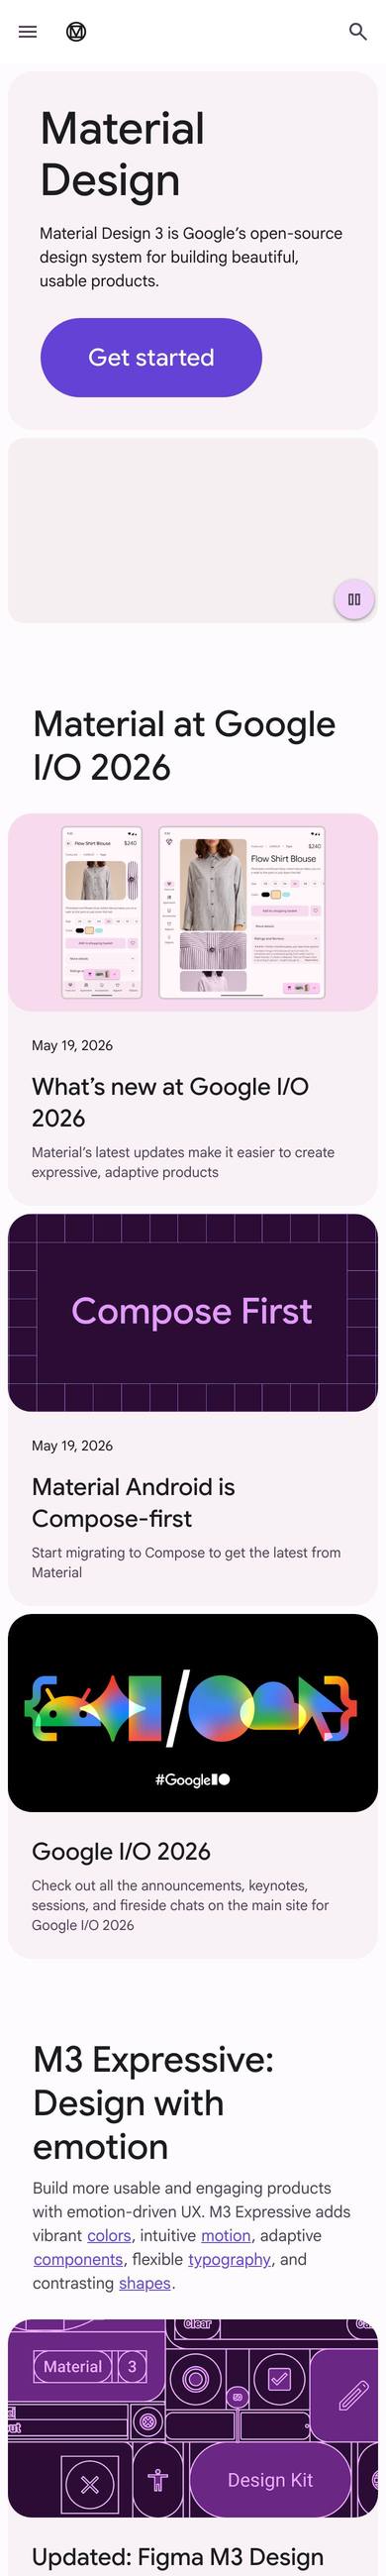 Material
Design
Material Design 3 is Google’s open-source
design system for building beautiful,
usable products.
Get started
Material at Google
I/O 2026
Flow Shirt Blouse
$240
$240
Flow Shirt Blouse
May 19, 2026
What’s new at Google I/O
2026
Material’s latest updates make it easier to create
expressive, adaptive products
Compose First
May 19, 2026
Material Android is
Compose-first
Start migrating to Compose to get the latest from
Material
#GoogleIO
Google I/O 2026
Check out all the announcements, keynotes,
sessions, and fireside chats on the main site for
Google I/O 2026
M3 Expressive:
Design with
emotion
Build more usable and engaging products
with emotion-driven UX. M3 Expressive adds
vibrant colors, intuitive motion, adaptive
components, flexible typography, and
contrasting shapes.
Clear
Material 3
Design Kit
Updated: Figma M3 Design